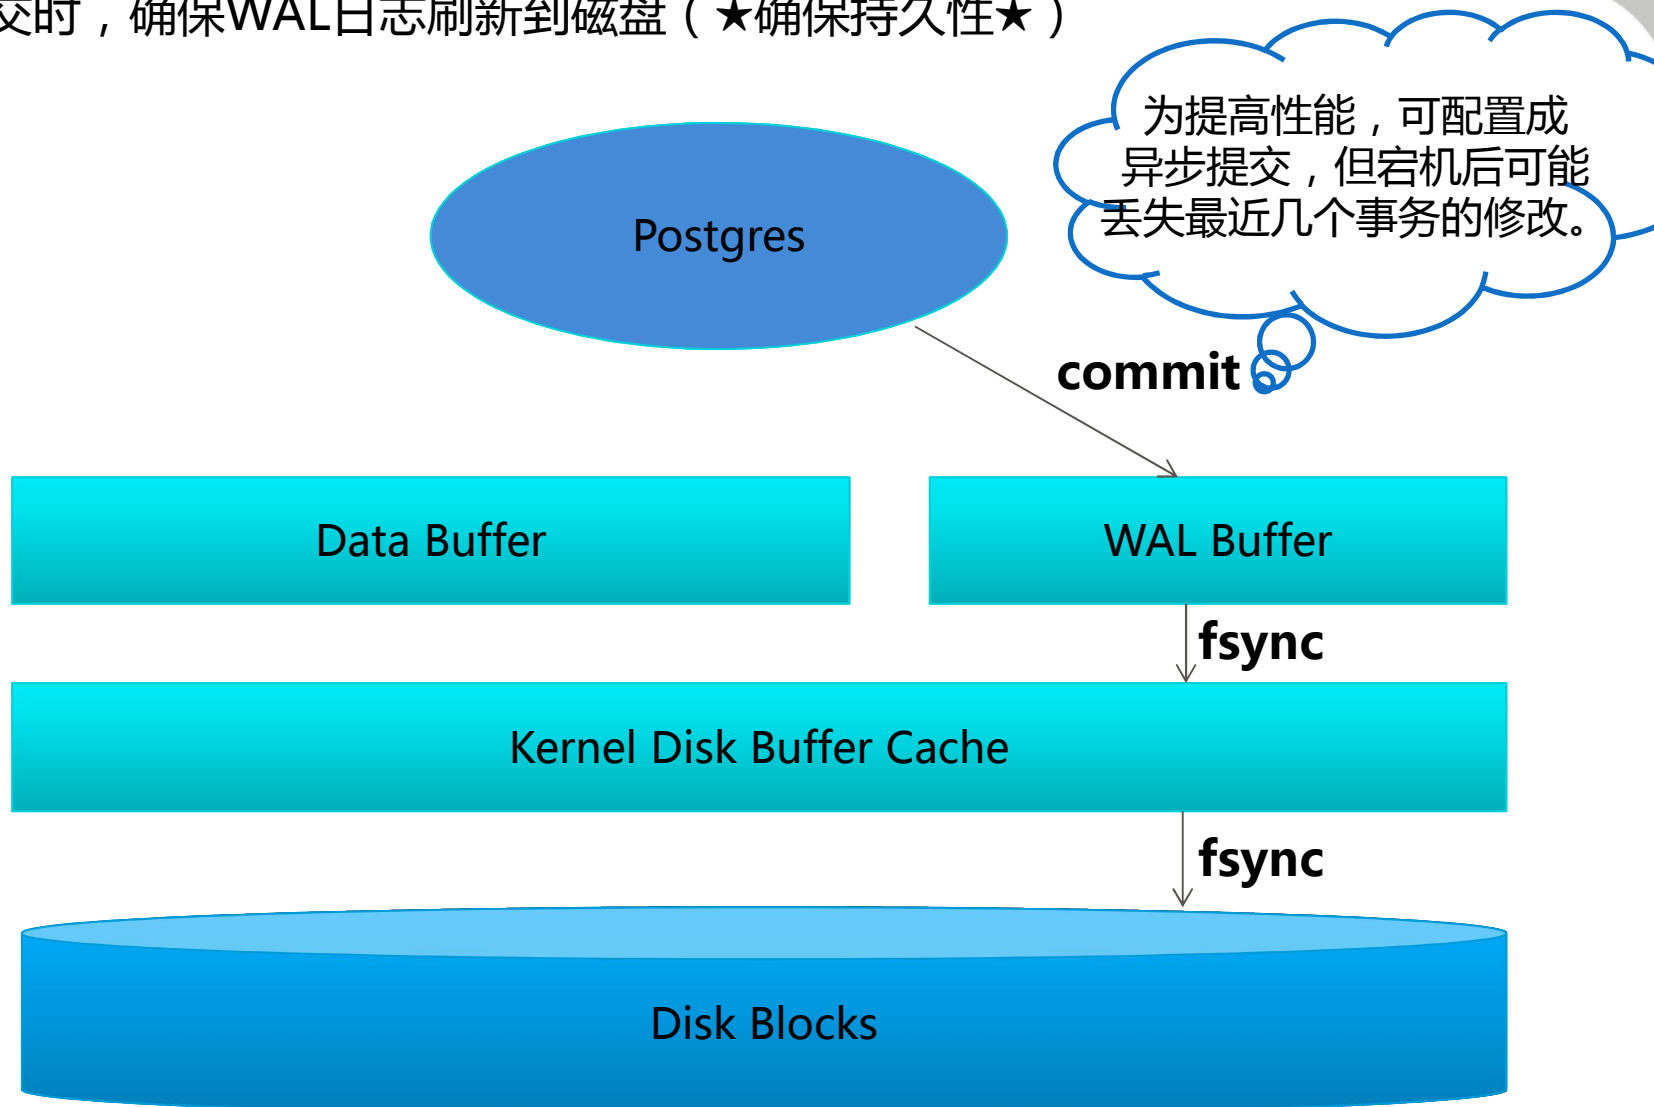 交时，确保WAL日志刷新到磁盘（★确保持久性★）
为提高性能，可配置成
异步提交，但宕机后可能
丢失最近几个事务的修改。
Postgres
commit
Data Buffer
WAL Buffer
fsync
Kernel Disk Buffer Cache
fsync
Disk Blocks